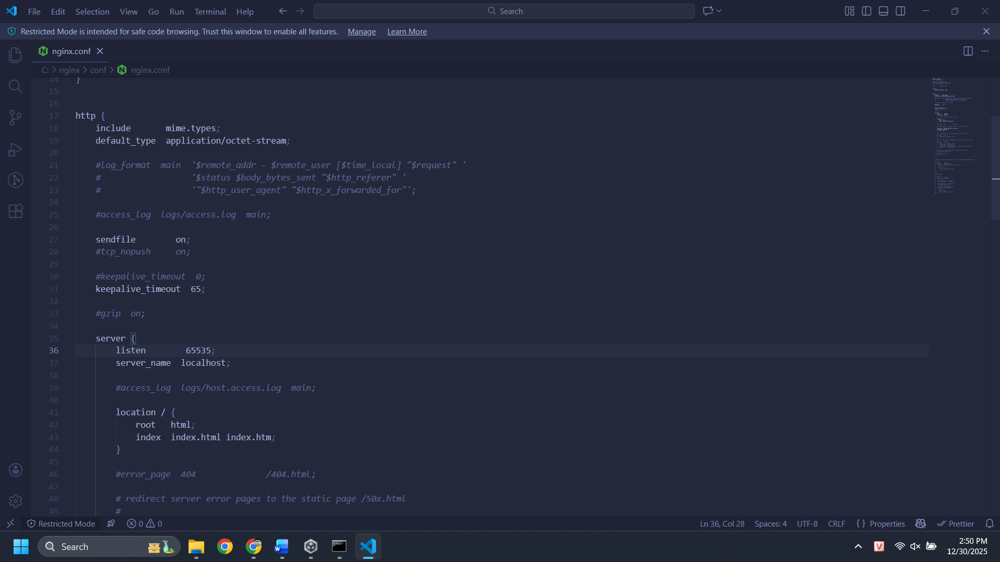 File Edit Selection View Go Run Terminal Help Search
Restricted Mode is intended for safe code browsing. Trust this window to enable all features. Manage Learn More
nginx.conf
C: > nginx > conf > nginx.conf
14 }
15
16
17 http {
18     include       mime.types;
19     default_type  application/octet-stream;
20
21     #log_format  main  '$remote_addr - $remote_user [$time_local] "$request" '
22     #                  '$status $body_bytes_sent "$http_referer" '
23     #                  '"$http_user_agent" "$http_x_forwarded_for"';
24
25     #access_log  logs/access.log  main;
26
27     sendfile        on;
28     #tcp_nopush     on;
29
30     #keepalive_timeout  0;
31     keepalive_timeout  65;
32
33     #gzip  on;
34
35     server {
36         listen        65535;
37         server_name  localhost;
38
39         #access_log  logs/host.access.log  main;
40
41         location / {
42             root   html;
43             index  index.html index.htm;
44         }
45
46         #error_page  404              /404.html;
47
48         # redirect server error pages to the static page /50x.html
49         #
Restricted Mode 0 0 Ln 36, Col 28 Spaces: 4 UTF-8 CRLF { } Properties Prettier
Search 2:50 PM
12/30/2025